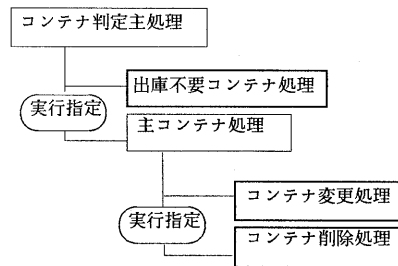 コンテナ判定主処理
出庫不要コンテナ処理
実行指定
主コンテナ処理
コンテナ変更処理
実行指定
コンテナ削除処理